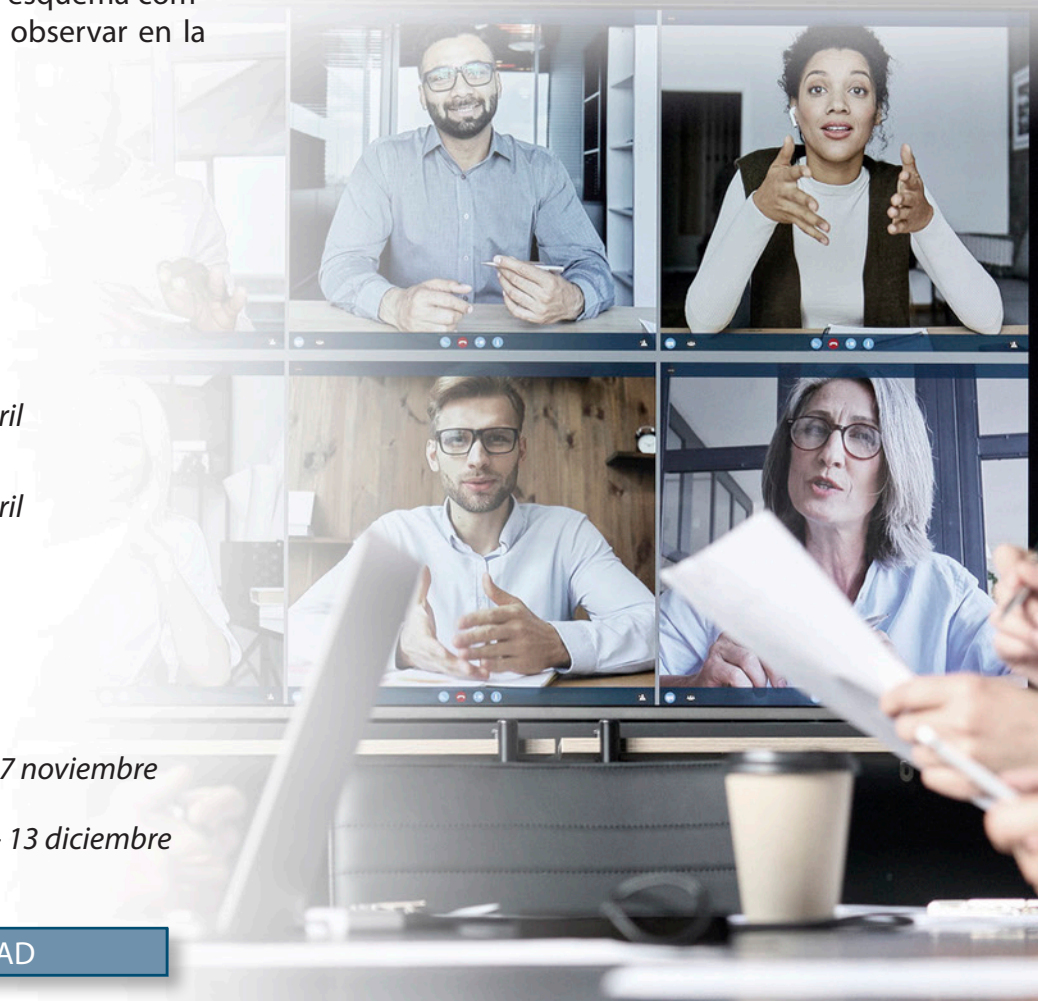 esquema com-
observar en la
ril
ril
7 noviembre
13 diciembre
AD